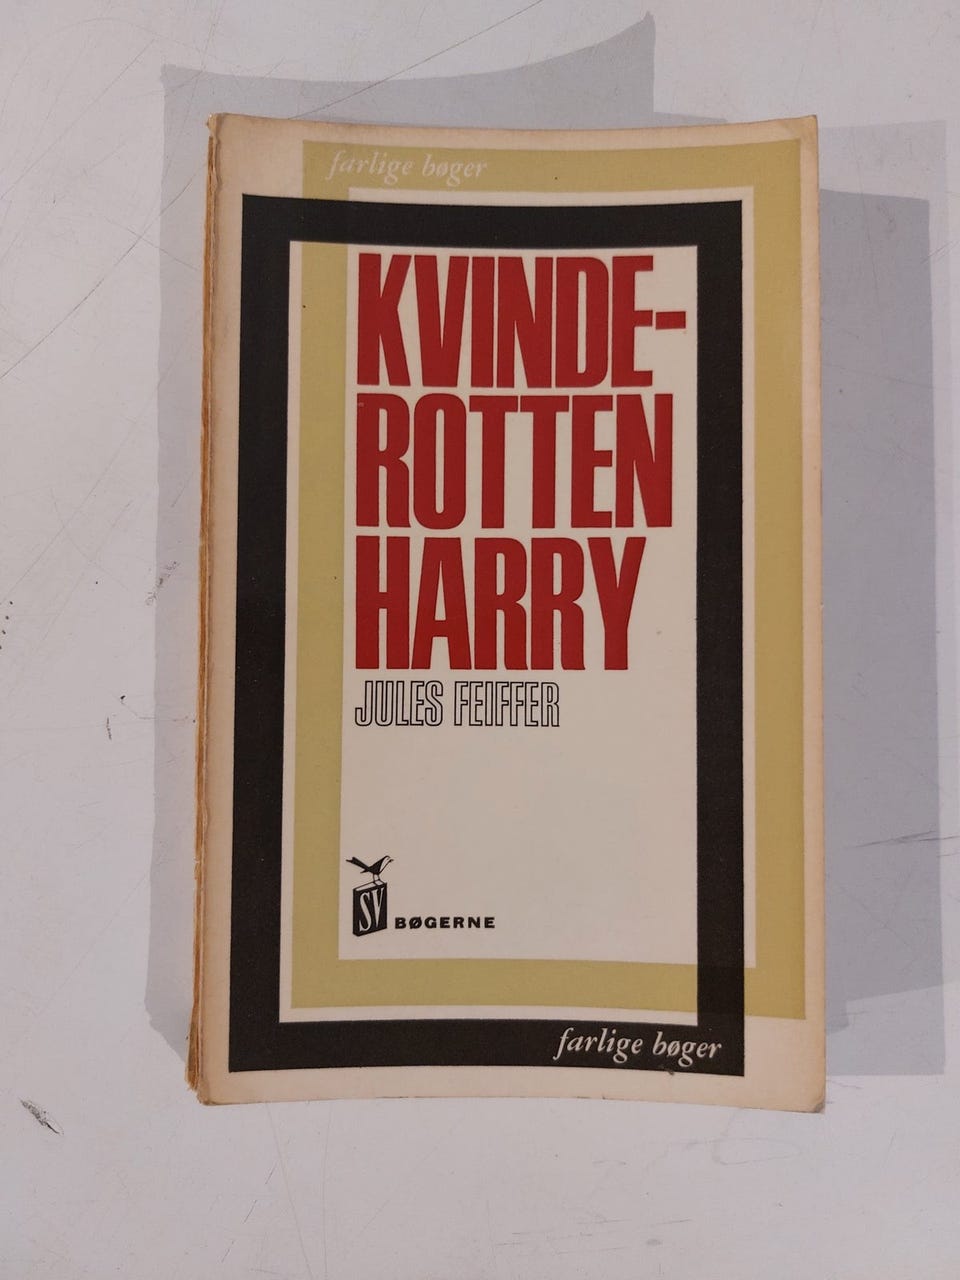 farlige bøger
KVINDE-
ROTTEN
HARRY
JULES FEIFFER
SV BØGERNE
farlige bøger